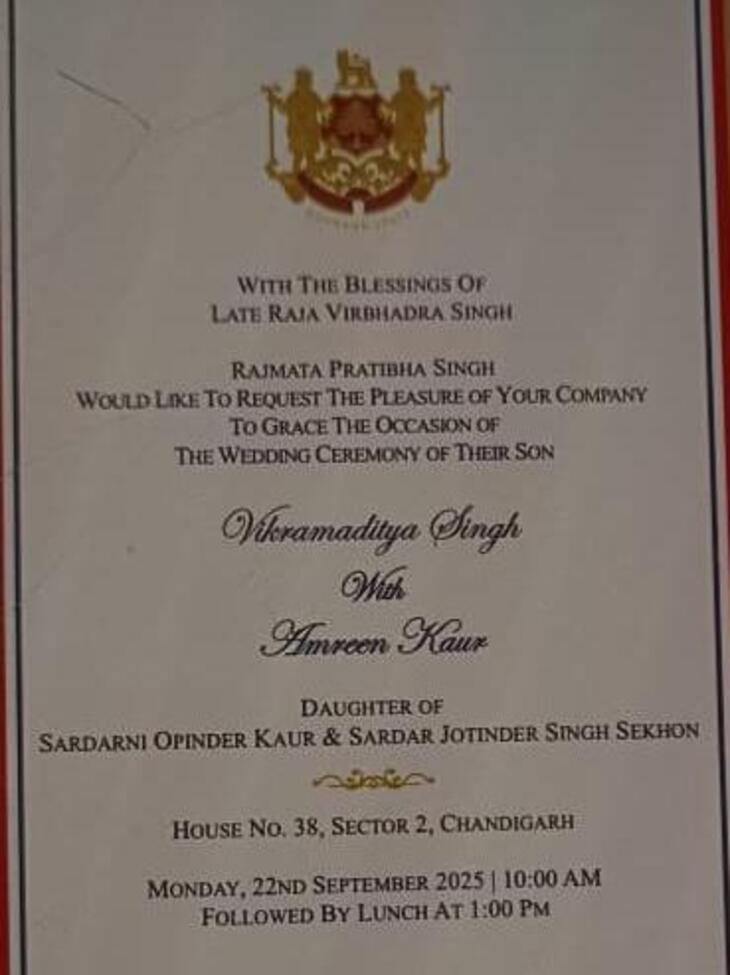 WITH THE BLESSINGS OF
LATE RAJA VIRBHADRA SINGH
RAJMATA PRATIBHA SINGH
WOULD LIKE TO REQUEST THE PLEASURE OF YOUR COMPANY
TO GRACE THE OCCASION OF
THE WEDDING CEREMONY OF THEIR SON
Vikramaditya Singh
With
Amreen Kaur
DAUGHTER OF
SARDARNI OPINDER KAUR & SARDAR JOTINDER SINGH SEKHON
HOUSE NO. 38, SECTOR 2, CHANDIGARH
MONDAY, 22ND SEPTEMBER 2025 | 10:00 AM
FOLLOWED BY LUNCH AT 1:00 PM